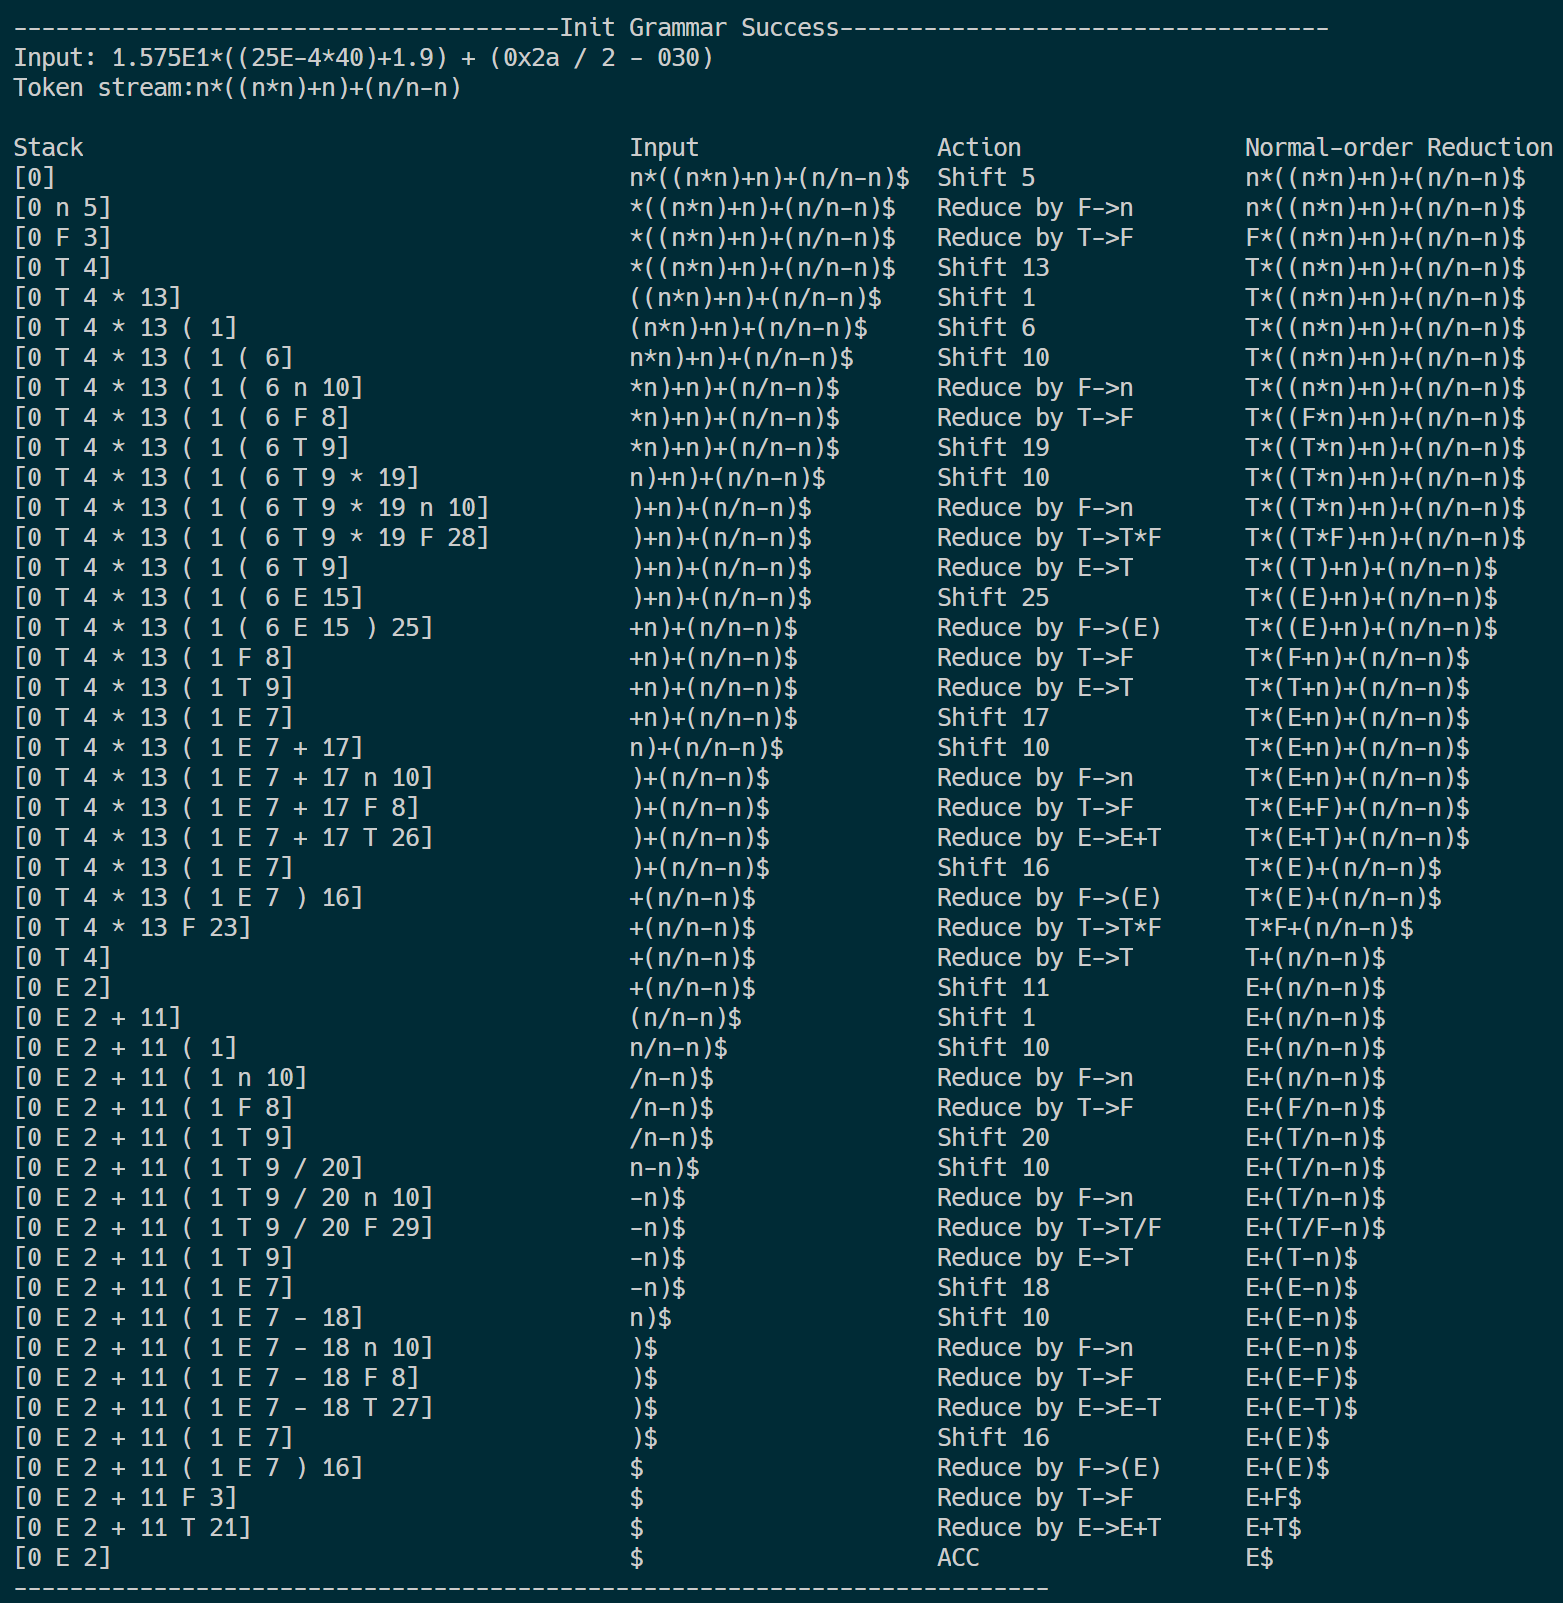 ---------------------------------------Init Grammar Success-----------------------------------
Input: 1.575E1*((25E-4*40)+1.9) + (0x2a / 2 - 030)
Token stream:n*((n*n)+n)+(n/n-n)
Stack Input Action Normal-order Reduction
[0] n*((n*n)+n)+(n/n-n)$ Shift 5 n*((n*n)+n)+(n/n-n)$
[0 n 5] *((n*n)+n)+(n/n-n)$ Reduce by F->n n*((n*n)+n)+(n/n-n)$
[0 F 3] *((n*n)+n)+(n/n-n)$ Reduce by T->F F*((n*n)+n)+(n/n-n)$
[0 T 4] *((n*n)+n)+(n/n-n)$ Shift 13 T*((n*n)+n)+(n/n-n)$
[0 T 4 * 13] ((n*n)+n)+(n/n-n)$ Shift 1 T*((n*n)+n)+(n/n-n)$
[0 T 4 * 13 ( 1] (n*n)+n)+(n/n-n)$ Shift 6 T*((n*n)+n)+(n/n-n)$
[0 T 4 * 13 ( 1 ( 6] n*n)+n)+(n/n-n)$ Shift 10 T*((n*n)+n)+(n/n-n)$
[0 T 4 * 13 ( 1 ( 6 n 10] *n)+n)+(n/n-n)$ Reduce by F->n T*((n*n)+n)+(n/n-n)$
[0 T 4 * 13 ( 1 ( 6 F 8] *n)+n)+(n/n-n)$ Reduce by T->F T*((F*n)+n)+(n/n-n)$
[0 T 4 * 13 ( 1 ( 6 T 9] *n)+n)+(n/n-n)$ Shift 19 T*((T*n)+n)+(n/n-n)$
[0 T 4 * 13 ( 1 ( 6 T 9 * 19] n)+n)+(n/n-n)$ Shift 10 T*((T*n)+n)+(n/n-n)$
[0 T 4 * 13 ( 1 ( 6 T 9 * 19 n 10] )+n)+(n/n-n)$ Reduce by F->n T*((T*n)+n)+(n/n-n)$
[0 T 4 * 13 ( 1 ( 6 T 9 * 19 F 28] )+n)+(n/n-n)$ Reduce by T->T*F T*((T*F)+n)+(n/n-n)$
[0 T 4 * 13 ( 1 ( 6 T 9] )+n)+(n/n-n)$ Reduce by E->T T*((T)+n)+(n/n-n)$
[0 T 4 * 13 ( 1 ( 6 E 15] )+n)+(n/n-n)$ Shift 25 T*((E)+n)+(n/n-n)$
[0 T 4 * 13 ( 1 ( 6 E 15 ) 25] +n)+(n/n-n)$ Reduce by F->(E) T*((E)+n)+(n/n-n)$
[0 T 4 * 13 ( 1 F 8] +n)+(n/n-n)$ Reduce by T->F T*(F+n)+(n/n-n)$
[0 T 4 * 13 ( 1 T 9] +n)+(n/n-n)$ Reduce by E->T T*(T+n)+(n/n-n)$
[0 T 4 * 13 ( 1 E 7] +n)+(n/n-n)$ Shift 17 T*(E+n)+(n/n-n)$
[0 T 4 * 13 ( 1 E 7 + 17] n)+(n/n-n)$ Shift 10 T*(E+n)+(n/n-n)$
[0 T 4 * 13 ( 1 E 7 + 17 n 10] )+(n/n-n)$ Reduce by F->n T*(E+n)+(n/n-n)$
[0 T 4 * 13 ( 1 E 7 + 17 F 8] )+(n/n-n)$ Reduce by T->F T*(E+F)+(n/n-n)$
[0 T 4 * 13 ( 1 E 7 + 17 T 26] )+(n/n-n)$ Reduce by E->E+T T*(E+T)+(n/n-n)$
[0 T 4 * 13 ( 1 E 7] )+(n/n-n)$ Shift 16 T*(E)+(n/n-n)$
[0 T 4 * 13 ( 1 E 7 ) 16] +(n/n-n)$ Reduce by F->(E) T*(E)+(n/n-n)$
[0 T 4 * 13 F 23] +(n/n-n)$ Reduce by T->T*F T*F+(n/n-n)$
[0 T 4] +(n/n-n)$ Reduce by E->T T+(n/n-n)$
[0 E 2] +(n/n-n)$ Shift 11 E+(n/n-n)$
[0 E 2 + 11] (n/n-n)$ Shift 1 E+(n/n-n)$
[0 E 2 + 11 ( 1] n/n-n)$ Shift 10 E+(n/n-n)$
[0 E 2 + 11 ( 1 n 10] /n-n)$ Reduce by F->n E+(n/n-n)$
[0 E 2 + 11 ( 1 F 8] /n-n)$ Reduce by T->F E+(F/n-n)$
[0 E 2 + 11 ( 1 T 9] /n-n)$ Shift 20 E+(T/n-n)$
[0 E 2 + 11 ( 1 T 9 / 20] n-n)$ Shift 10 E+(T/n-n)$
[0 E 2 + 11 ( 1 T 9 / 20 n 10] -n)$ Reduce by F->n E+(T/n-n)$
[0 E 2 + 11 ( 1 T 9 / 20 F 29] -n)$ Reduce by T->T/F E+(T/F-n)$
[0 E 2 + 11 ( 1 T 9] -n)$ Reduce by E->T E+(T-n)$
[0 E 2 + 11 ( 1 E 7] -n)$ Shift 18 E+(E-n)$
[0 E 2 + 11 ( 1 E 7 - 18] n)$ Shift 10 E+(E-n)$
[0 E 2 + 11 ( 1 E 7 - 18 n 10] )$ Reduce by F->n E+(E-n)$
[0 E 2 + 11 ( 1 E 7 - 18 F 8] )$ Reduce by T->F E+(E-F)$
[0 E 2 + 11 ( 1 E 7 - 18 T 27] )$ Reduce by E->E-T E+(E-T)$
[0 E 2 + 11 ( 1 E 7] )$ Shift 16 E+(E)$
[0 E 2 + 11 ( 1 E 7 ) 16] $ Reduce by F->(E) E+(E)$
[0 E 2 + 11 F 3] $ Reduce by T->F E+F$
[0 E 2 + 11 T 21] $ Reduce by E->E+T E+T$
[0 E 2] $ ACC E$
--------------------------------------------------------------------------